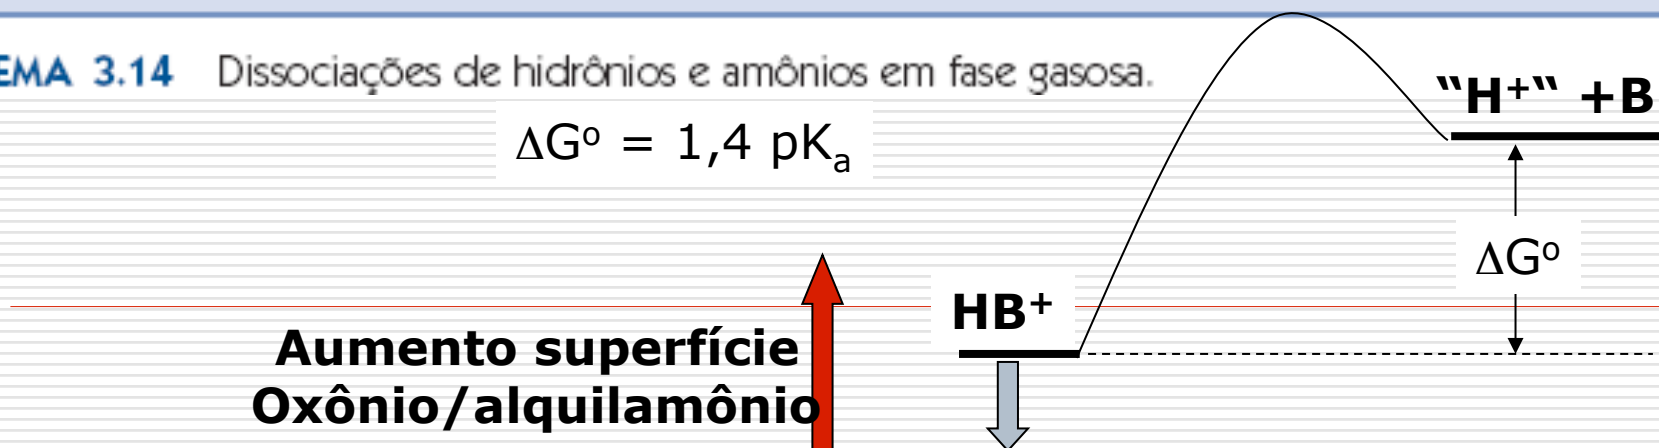 EMA 3.14 Dissociações de hidrônios e amônios em fase gasosa.
"H⁺" +B
ΔGº = 1,4 pKₐ
ΔGº
HB⁺
Aumento superfície
Oxônio/alquilamônio